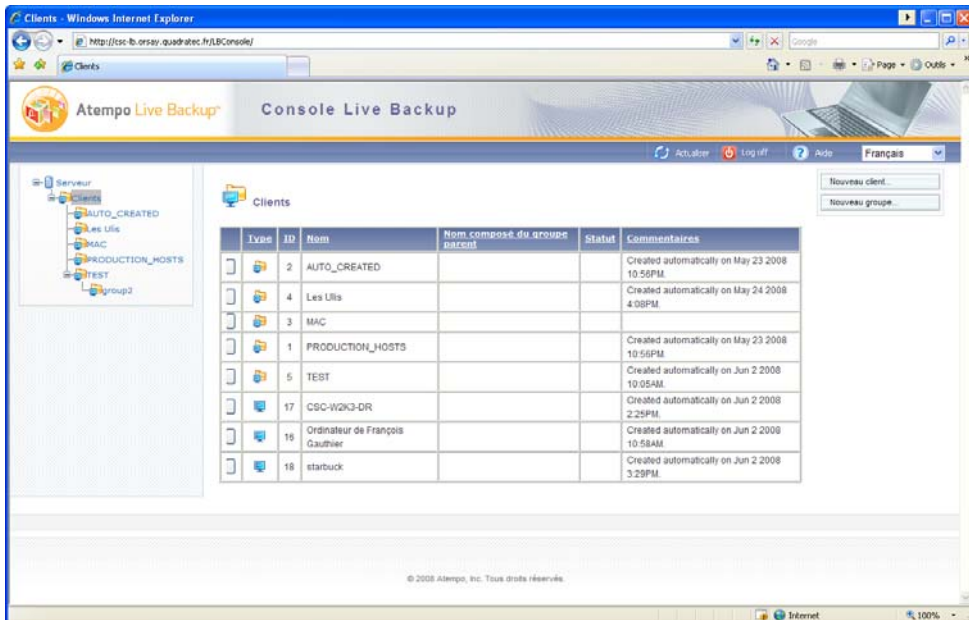 Clients - Windows Internet Explorer
http://csc-lb.orsay.quadratec.fr/LBConsole/
Google
Clients
Page
Outils
Atempo Live Backup
Console Live Backup
Actualiser
Log off
Aide
Français
Serveur
Clients
AUTO_CREATED
Les Ulis
MAC
PRODUCTION_HOSTS
TEST
group2
Clients
Nouveau client...
Nouveau groupe...
Type ID Nom Nom composé du groupe parent Statut Commentaires
2 AUTO_CREATED Created automatically on May 23 2008 10:56PM.
4 Les Ulis Created automatically on May 24 2008 4:08PM.
3 MAC
1 PRODUCTION_HOSTS Created automatically on May 23 2008 10:56PM.
5 TEST Created automatically on Jun 2 2008 10:05AM.
17 CSC-W2K3-DR Created automatically on Jun 2 2008 2:25PM.
16 Ordinateur de François Gauthier Created automatically on Jun 2 2008 10:58AM.
18 starbuck Created automatically on Jun 2 2008 3:29PM.
© 2008 Atempo, Inc. Tous droits réservés.
Internet
100%